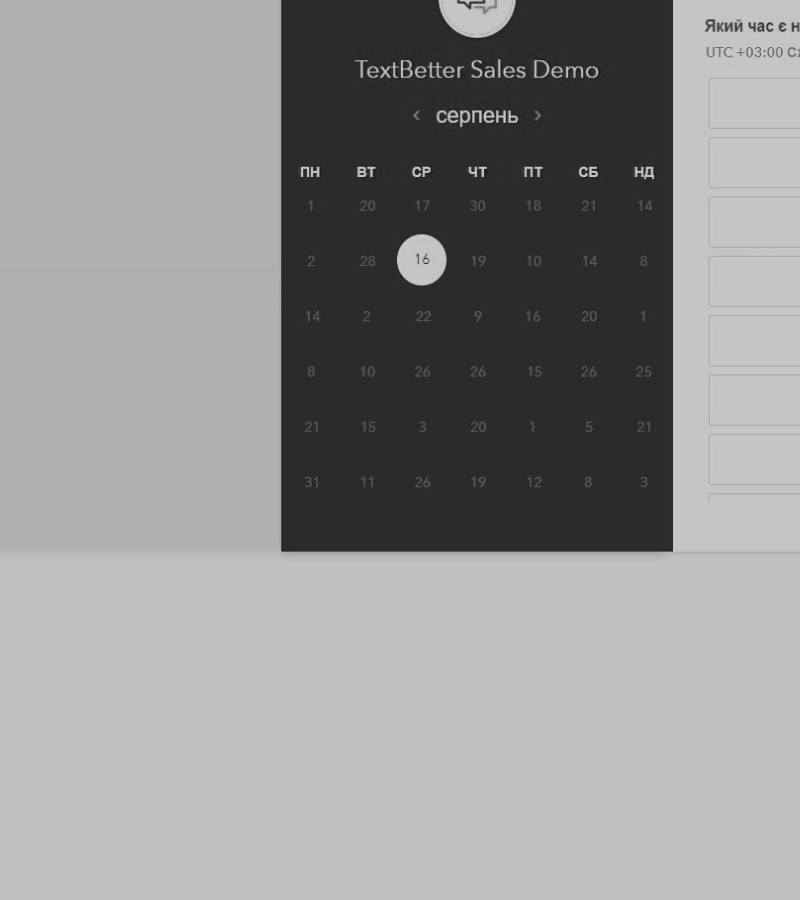 TextBetter Sales Demo
серпень
ПН ВТ СР ЧТ ПТ СБ НД
1 20 17 30 18 21 14
2 28 16 19 10 14 8
14 2 22 9 16 20 1
8 10 26 26 15 26 25
21 15 3 20 1 5 21
31 11 26 19 12 8 3
Який час є
UTC +03:00